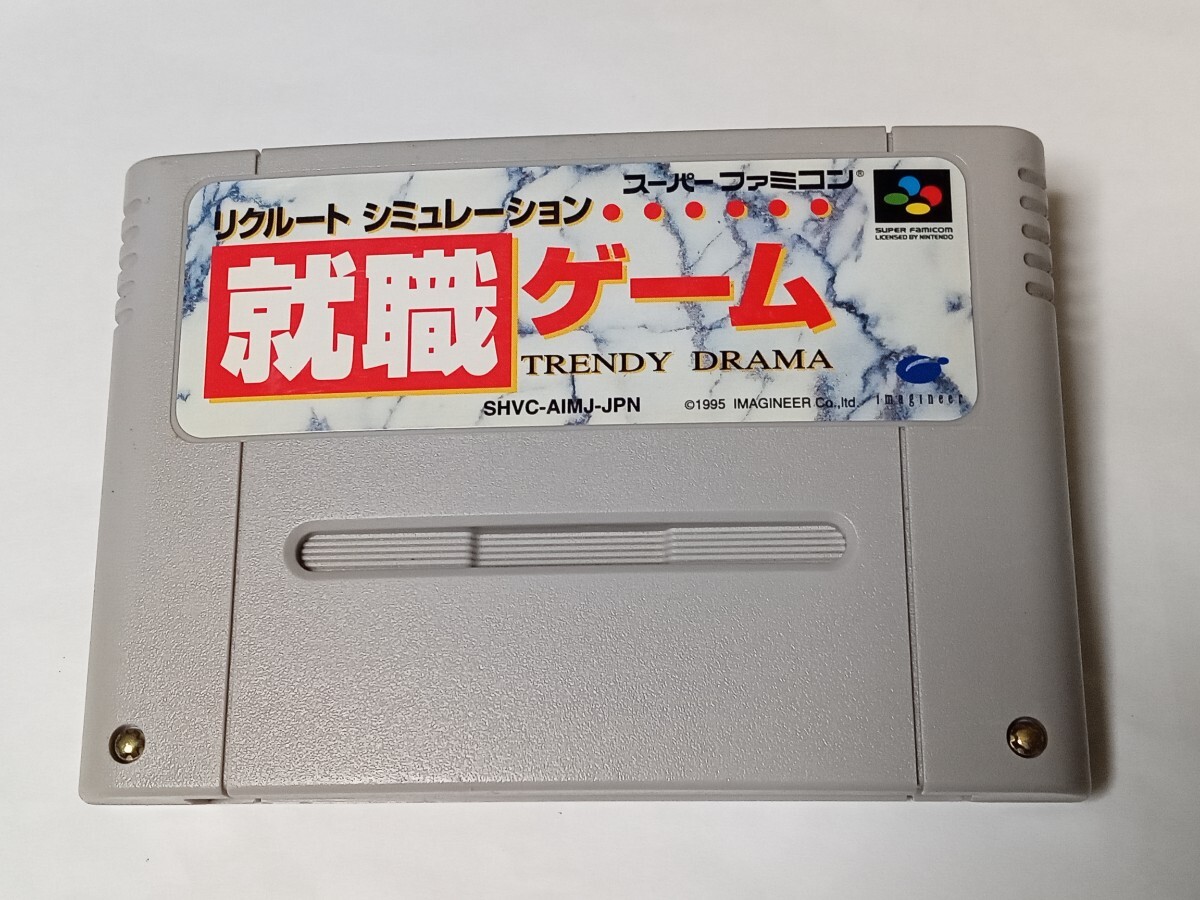 スーパーファミコン®
リクルート シミュレーション
就職ゲーム
TRENDY DRAMA
SUPER FAMICOM
LICENSED BY NINTENDO
SHVC-AIMJ-JPN
©1995 IMAGINEER Co.,ltd.
imagineer